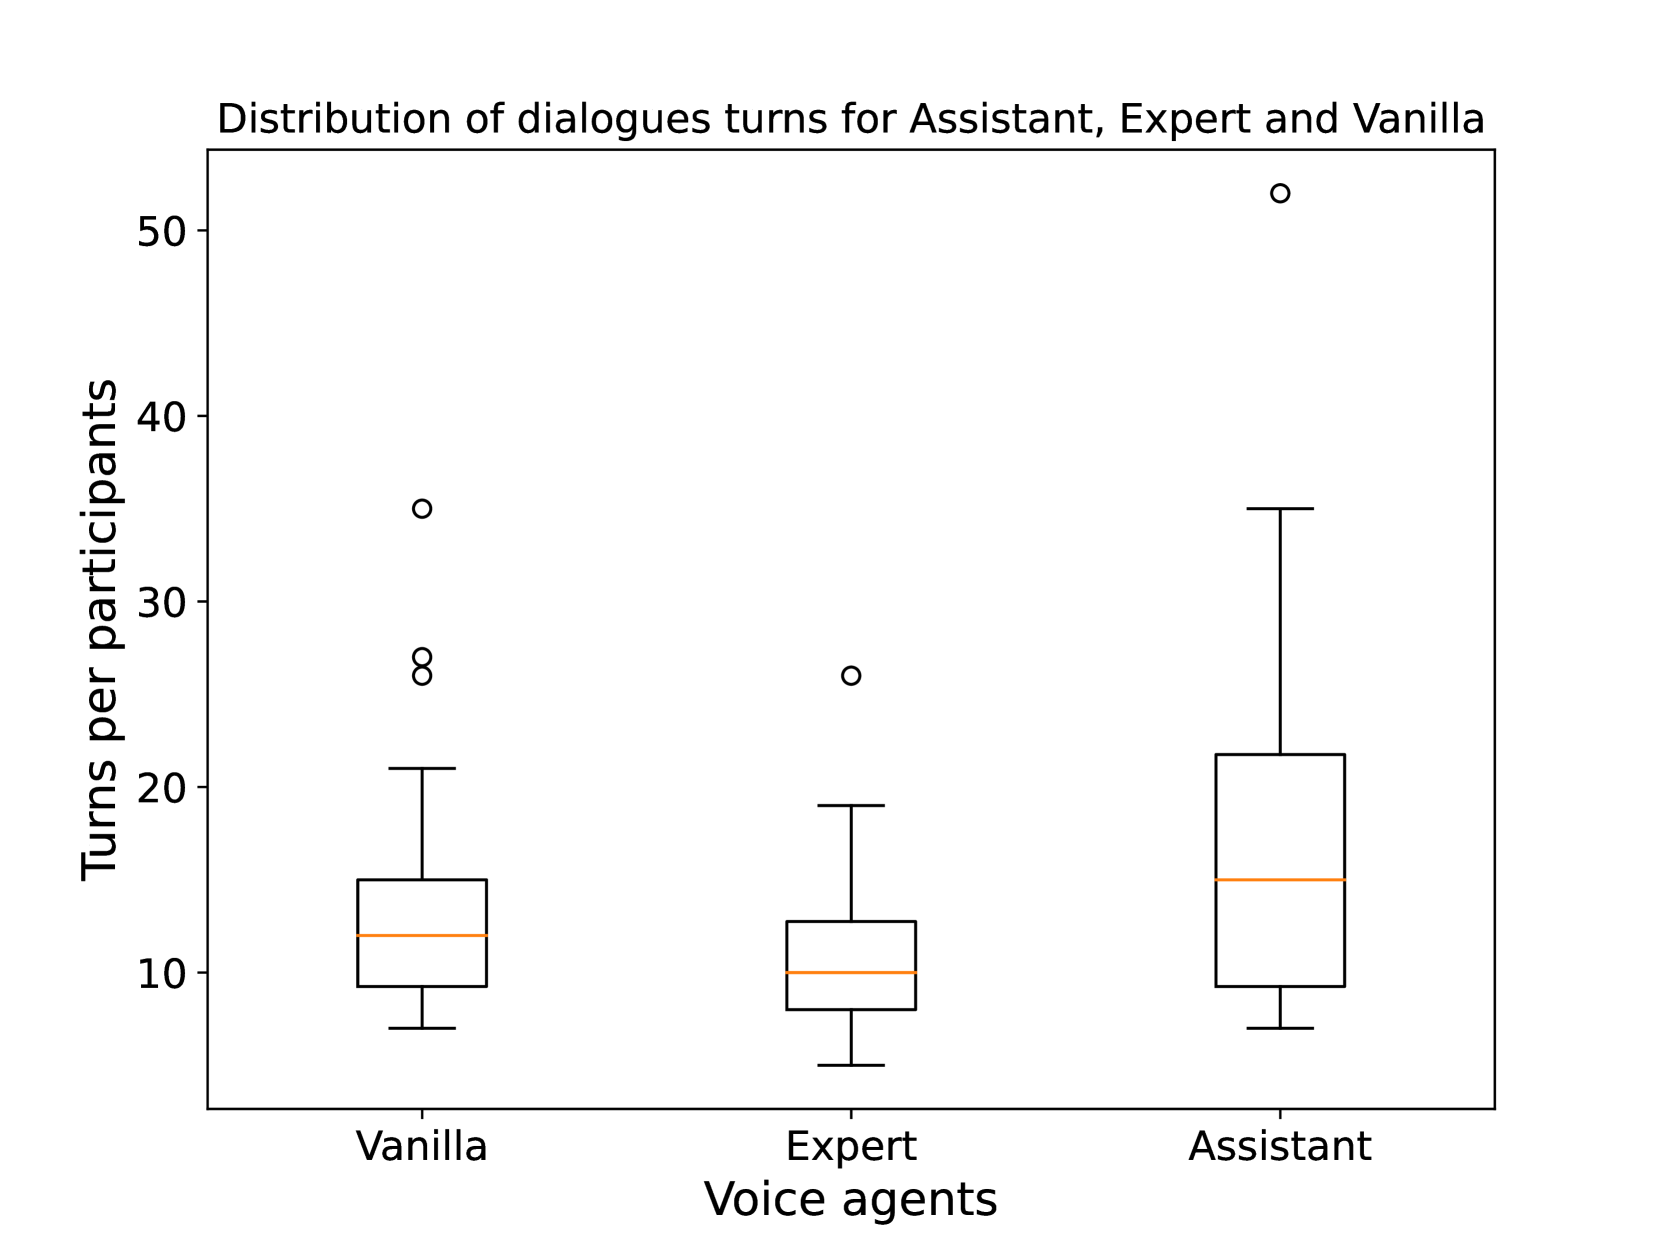 Distribution of dialogues turns for Assistant, Expert and Vanilla
Turns per participants
50
40
30
20
10
Vanilla
Expert
Assistant
Voice agents